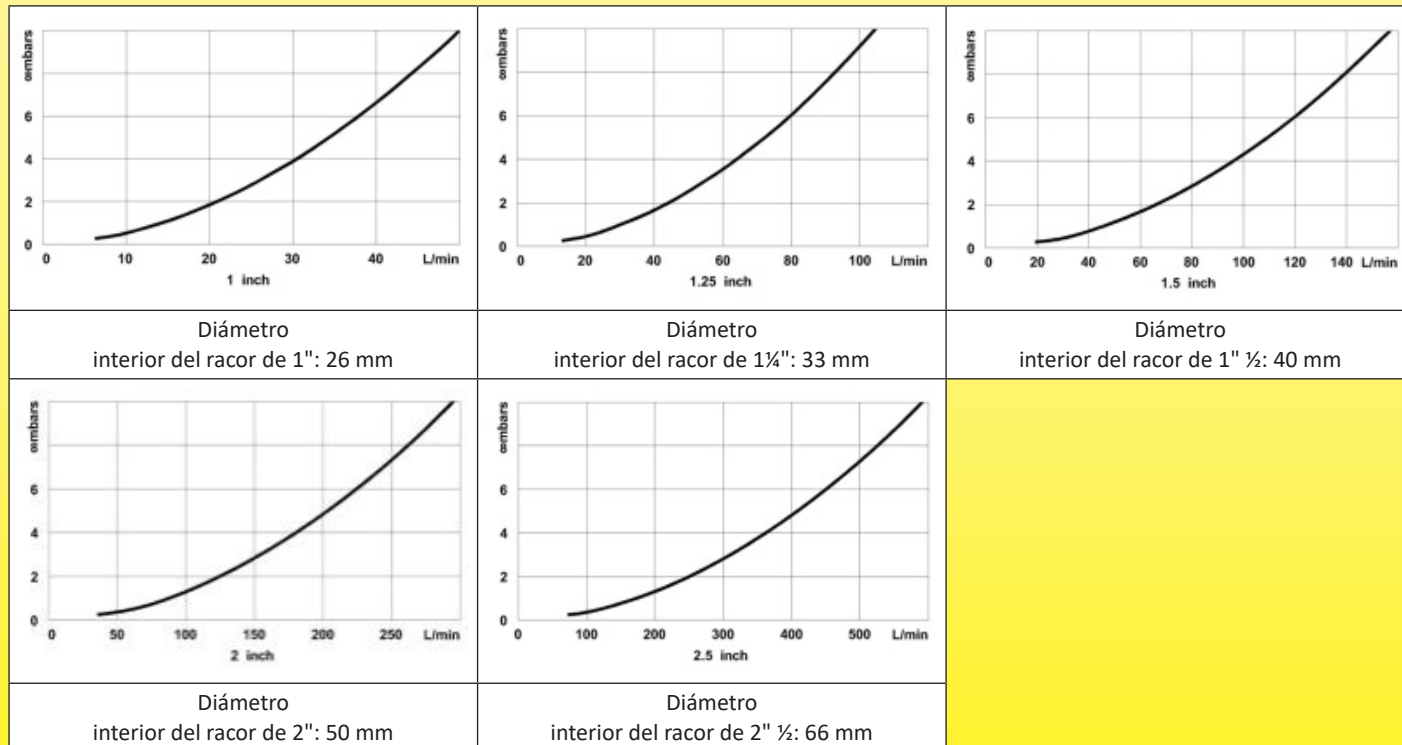 8mbars
6
4
2
0
0 10 20 30 40 L/min
1 inch
8mbars
6
4
2
0
0 20 40 60 80 100 L/min
1.25 inch
8mbars
6
4
2
0
0 20 40 60 80 100 120 140 L/min
1.5 inch
Diámetro
interior del racor de 1": 26 mm
Diámetro
interior del racor de 1¼": 33 mm
Diámetro
interior del racor de 1" ½: 40 mm
8mbars
6
4
2
0
0 50 100 150 200 250 L/min
2 inch
8mbars
6
4
2
0
0 100 200 300 400 500 L/min
2.5 inch
Diámetro
interior del racor de 2": 50 mm
Diámetro
interior del racor de 2" ½: 66 mm